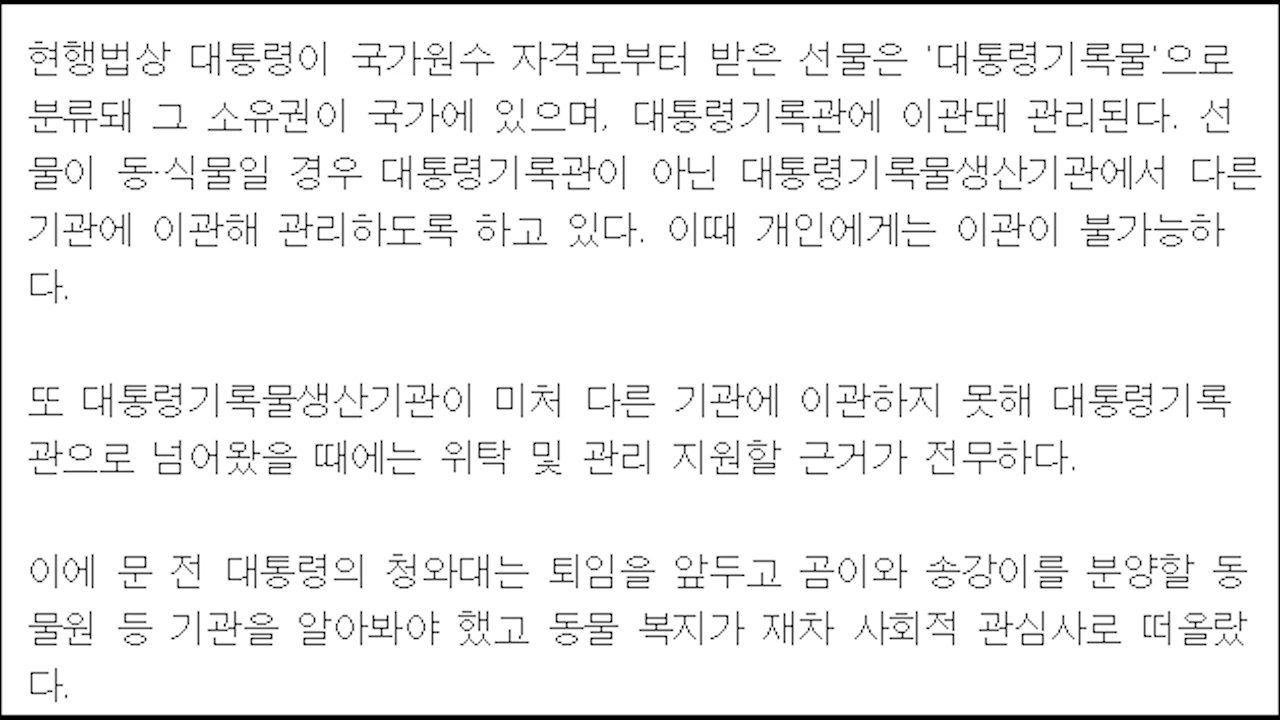 현행법상 대통령이 국가원수 자격로부터 받은 선물은 '대통령기록물'으로
분류돼 그 소유권이 국가에 있으며, 대통령기록관에 이관돼 관리된다. 선
물이 동·식물일 경우 대통령기록관이 아닌 대통령기록물생산기관에서 다른
기관에 이관해 관리하도록 하고 있다. 이때 개인에게는 이관이 불가능하
다.
또 대통령기록물생산기관이 미처 다른 기관에 이관하지 못해 대통령기록
관으로 넘어왔을 때에는 위탁 및 관리 지원할 근거가 전무하다.
이에 문 전 대통령의 청와대는 퇴임을 앞두고 곰이와 송강이를 분양할 동
물원 등 기관을 알아봐야 했고 동물 복지가 재차 사회적 관심사로 떠올랐
다.